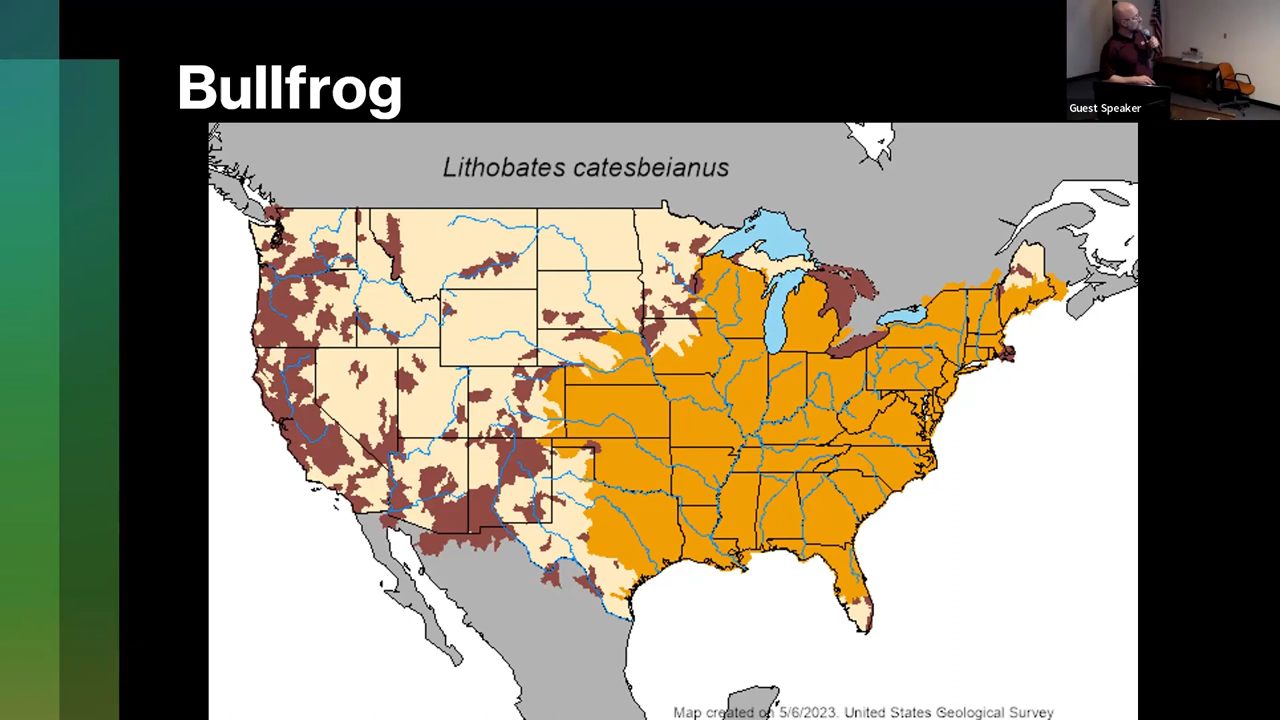 Bullfrog
Guest Speaker
Lithobates catesbeianus
Map created on 5/6/2023. United States Geological Survey